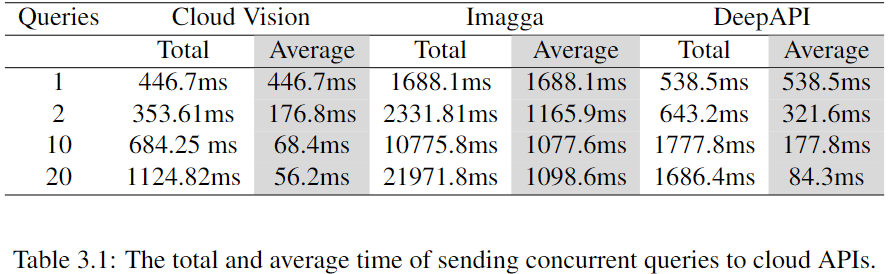 Queries Cloud Vision Imagga DeepAPI
Total Average Total Average Total Average
1 446.7ms 446.7ms 1688.1ms 1688.1ms 538.5ms 538.5ms
2 353.61ms 176.8ms 2331.81ms 1165.9ms 643.2ms 321.6ms
10 684.25 ms 68.4ms 10775.8ms 1077.6ms 1777.8ms 177.8ms
20 1124.82ms 56.2ms 21971.8ms 1098.6ms 1686.4ms 84.3ms
Table 3.1: The total and average time of sending concurrent queries to cloud APIs.